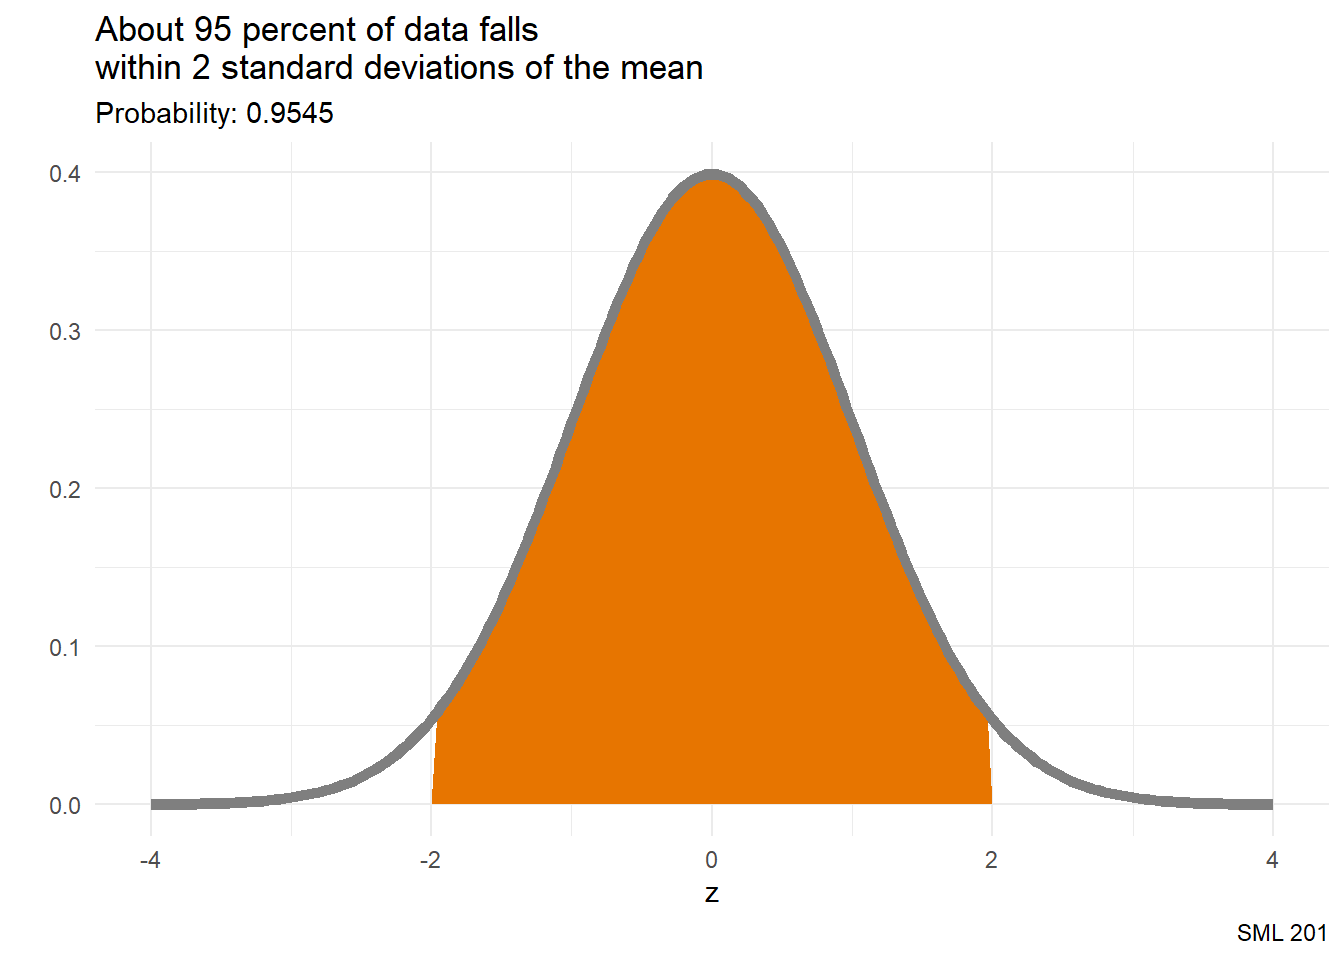 About 95 percent of data falls
within 2 standard deviations of the mean
Probability: 0.9545
0.4
0.3
0.2
0.1
0.0
-4 -2 0 2 4
z
SML 201